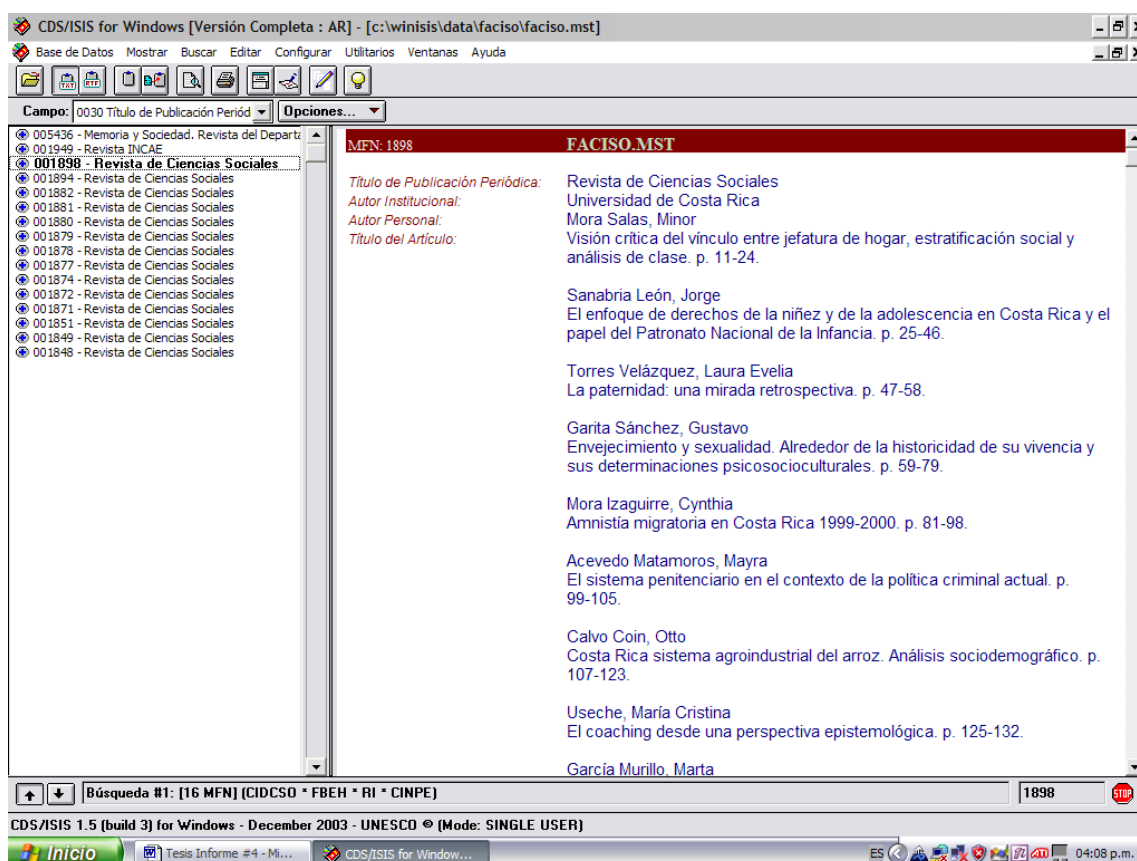 CDS/ISIS for Windows [Versión Completa : AR] - [c:\winisis\data\faciso\faciso.mst]
Base de Datos Mostrar Buscar Editar Configurar Utilitarios Ventanas Ayuda
TXT RTF
Campo: 0030 Título de Publicación Periód Opciones...
005436 - Memoria y Sociedad. Revista del Departa
001949 - Revista INCAE
001898 - Revista de Ciencias Sociales
001894 - Revista de Ciencias Sociales
001882 - Revista de Ciencias Sociales
001881 - Revista de Ciencias Sociales
001880 - Revista de Ciencias Sociales
001879 - Revista de Ciencias Sociales
001878 - Revista de Ciencias Sociales
001877 - Revista de Ciencias Sociales
001874 - Revista de Ciencias Sociales
001872 - Revista de Ciencias Sociales
001871 - Revista de Ciencias Sociales
001851 - Revista de Ciencias Sociales
001849 - Revista de Ciencias Sociales
001848 - Revista de Ciencias Sociales
MFN: 1898 FACISO.MST
Título de Publicación Periódica: Revista de Ciencias Sociales
Autor Institucional: Universidad de Costa Rica
Autor Personal: Mora Salas, Minor
Título del Artículo: Visión crítica del vínculo entre jefatura de hogar, estratificación social y
análisis de clase. p. 11-24.
Sanabria León, Jorge
El enfoque de derechos de la niñez y de la adolescencia en Costa Rica y el
papel del Patronato Nacional de la Infancia. p. 25-46.
Torres Velázquez, Laura Evelia
La paternidad: una mirada retrospectiva. p. 47-58.
Garita Sánchez, Gustavo
Envejecimiento y sexualidad. Alrededor de la historicidad de su vivencia y
sus determinaciones psicosocioculturales. p. 59-79.
Mora Izaguirre, Cynthia
Amnistía migratoria en Costa Rica 1999-2000. p. 81-98.
Acevedo Matamoros, Mayra
El sistema penitenciario en el contexto de la política criminal actual. p.
99-105.
Calvo Coin, Otto
Costa Rica sistema agroindustrial del arroz. Análisis sociodemográfico. p.
107-123.
Useche, María Cristina
El coaching desde una perspectiva epistemológica. p. 125-132.
García Murillo, Marta
Búsqueda #1: [16 MFN] (CIDCSO * FBEH * RI * CINPE) 1898 STOP
CDS/ISIS 1.5 (build 3) for Windows - December 2003 - UNESCO © (Mode: SINGLE USER)
Inicio Tesis Informe #4 - Mi... CDS/ISIS for Window... ES 04:08 p.m.